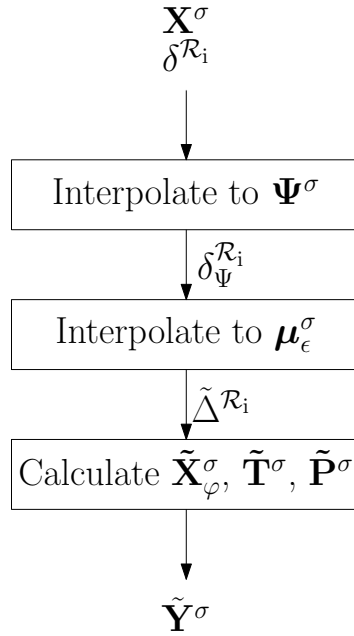 𝐗^σ
δ^{ℛ_i}
Interpolate to 𝚿^σ
δ_Ψ^{ℛ_i}
Interpolate to 𝛍_ϵ^σ
Δ̃^{ℛ_i}
Calculate 𝐗̃_φ^σ, 𝐓̃^σ, 𝐏̃^σ
𝐘̃^σ